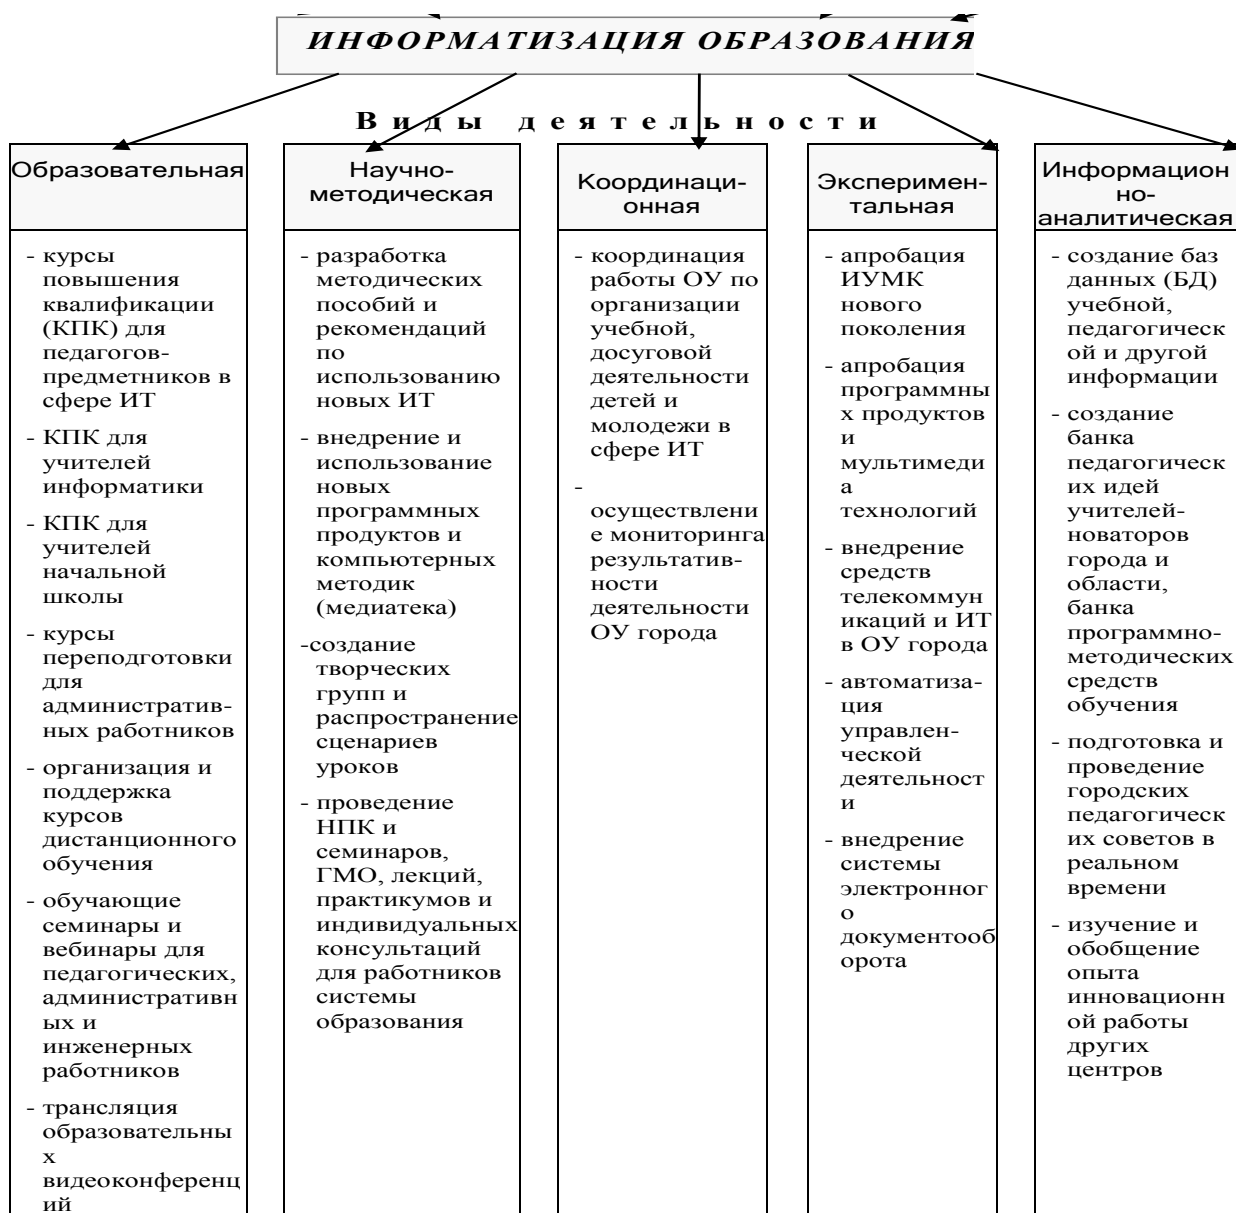 ИНФОРМАТИЗАЦИЯ ОБРАЗОВАНИЯ
Виды деятельности
Образовательная
- курсы
повышения
квалификации
(КПК) для
педагогов-
предметников в
сфере ИТ
- КПК для
учителей
информатики
- КПК для
учителей
начальной
школы
- курсы
переподготовки
для
административ-
ных работников
- организация и
поддержка
курсов
дистанционного
обучения
- обучающие
семинары и
вебинары для
педагогических,
административн
ых и
инженерных
работников
- трансляция
образовательны
х
видеоконференц
ий
Научно-
методическая
- разработка
методических
пособий и
рекомендаций
по
использованию
новых ИТ
- внедрение и
использование
новых
программных
продуктов и
компьютерных
методик
(медиатека)
-создание
творческих
групп и
распространение
сценариев
уроков
- проведение
НПК и
семинаров,
ГМО, лекций,
практикумов и
индивидуальных
консультаций
для работников
системы
образования
Координаци-
онная
- координация
работы ОУ по
организации
учебной,
досуговой
деятельности
детей и
молодежи в
сфере ИТ
-
осуществлени
е мониторинга
результатив-
ности
деятельности
ОУ города
Эксперимен-
тальная
- апробация
ИУМК
нового
поколения
- апробация
программны
х продуктов
и
мультимеди
а
технологий
- внедрение
средств
телекоммун
икаций и ИТ
в ОУ города
- автоматиза-
ция
управлен-
ческой
деятельност
и
- внедрение
системы
электронног
о
документооб
орота
Информацион
но-
аналитическая
- создание баз
данных (БД)
учебной,
педагогическ
ой и другой
информации
- создание
банка
педагогическ
их идей
учителей-
новаторов
города и
области,
банка
программно-
методических
средств
обучения
- подготовка и
проведение
городских
педагогическ
их советов в
реальном
времени
- изучение и
обобщение
опыта
инновационн
ой работы
других
центров